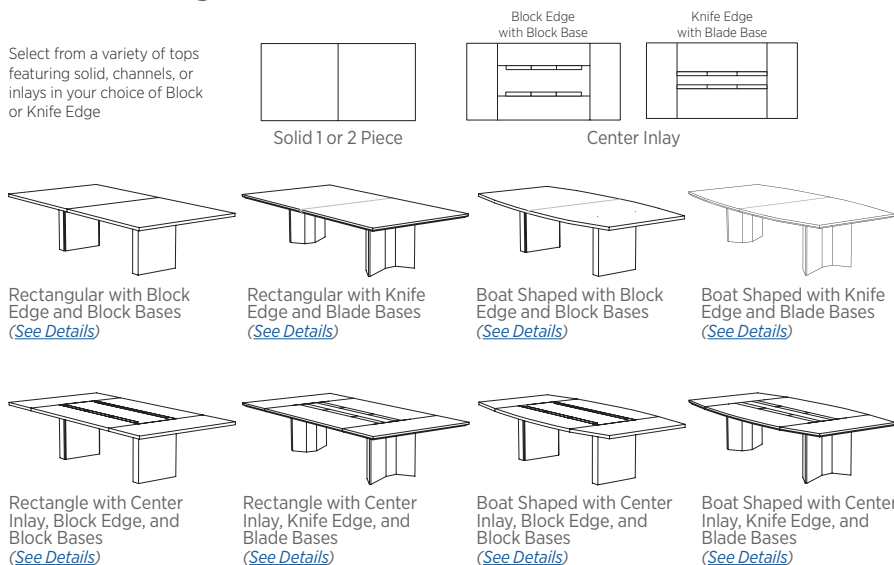 Select from a variety of tops
featuring solid, channels, or
inlays in your choice of Block
or Knife Edge
Solid 1 or 2 Piece
Block Edge
with Block Base
Knife Edge
with Blade Base
Center Inlay
Rectangular with Block
Edge and Block Bases
(See Details)
Rectangular with Knife
Edge and Blade Bases
(See Details)
Boat Shaped with Block
Edge and Block Bases
(See Details)
Boat Shaped with Knife
Edge and Blade Bases
(See Details)
Rectangle with Center
Inlay, Block Edge, and
Block Bases
(See Details)
Rectangle with Center
Inlay, Knife Edge, and
Blade Bases
(See Details)
Boat Shaped with Center
Inlay, Block Edge, and
Block Bases
(See Details)
Boat Shaped with Center
Inlay, Knife Edge, and
Blade Bases
(See Details)